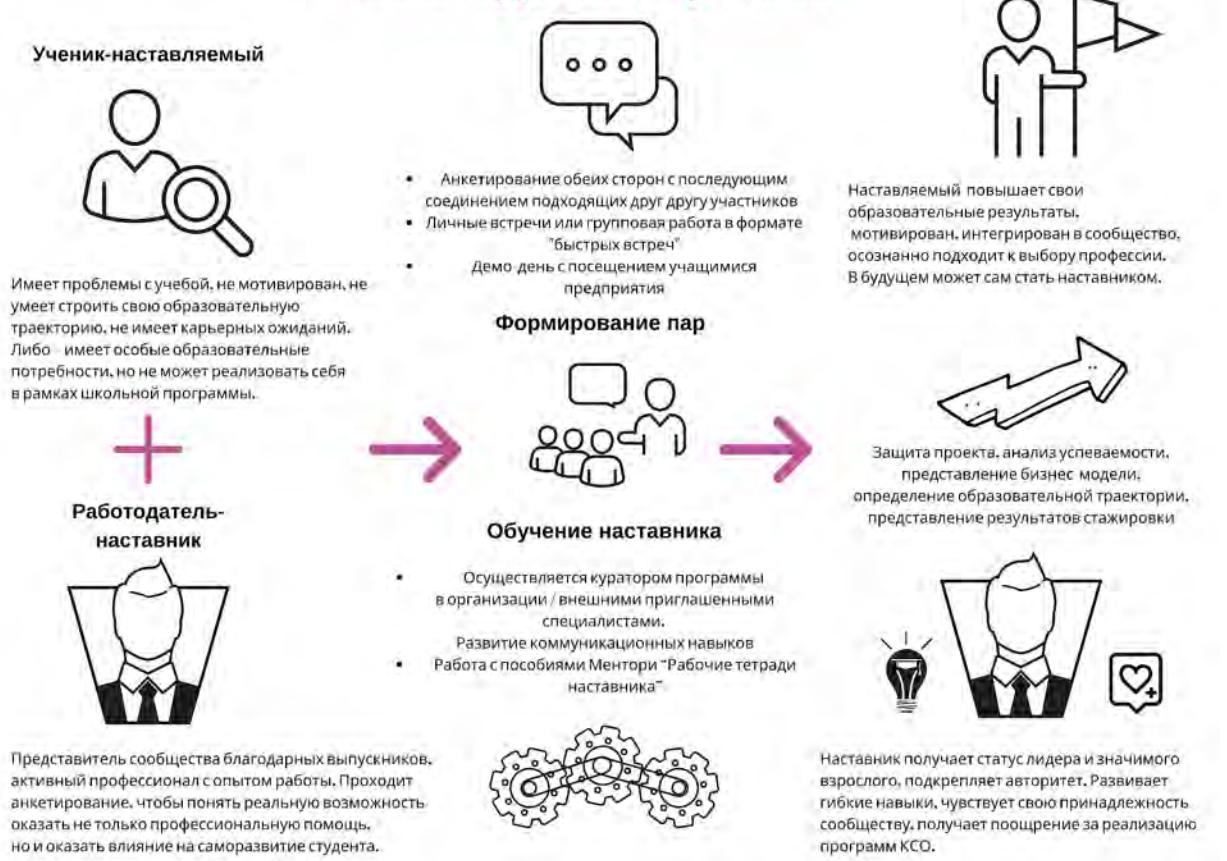 Ученик-наставляемый
Имеет проблемы с учебой, не мотивирован, не
умеет строить свою образовательную
траекторию, не имеет карьерных ожиданий.
Либо – имеет особые образовательные
потребности, но не может реализовать себя
в рамках школьной программы.
Работодатель-
наставник
Представитель сообщества благодарных выпускников,
активный профессионал с опытом работы. Проходит
анкетирование, чтобы понять реальную возможность
оказать не только профессиональную помощь,
но и оказать влияние на саморазвитие студента.
• Анкетирование обеих сторон с последующим
соединением подходящих друг другу участников
• Личные встречи или групповая работа в формате
"быстрых встреч"
• Демо-день с посещением учащимися
предприятия
Формирование пар
Обучение наставника
• Осуществляется куратором программы
в организации / внешними приглашенными
специалистами.
Развитие коммуникационных навыков
• Работа с пособиями Ментори "Рабочие тетради
наставника"
Наставляемый повышает свои
образовательные результаты,
мотивирован, интегрирован в сообщество,
осознанно подходит к выбору профессии.
В будущем может сам стать наставником.
Защита проекта, анализ успеваемости,
представление бизнес-модели,
определение образовательной траектории,
представление результатов стажировки
Наставник получает статус лидера и значимого
взрослого, подкрепляет авторитет. Развивает
гибкие навыки, чувствует свою принадлежность
сообществу, получает поощрение за реализацию
программ КСО.